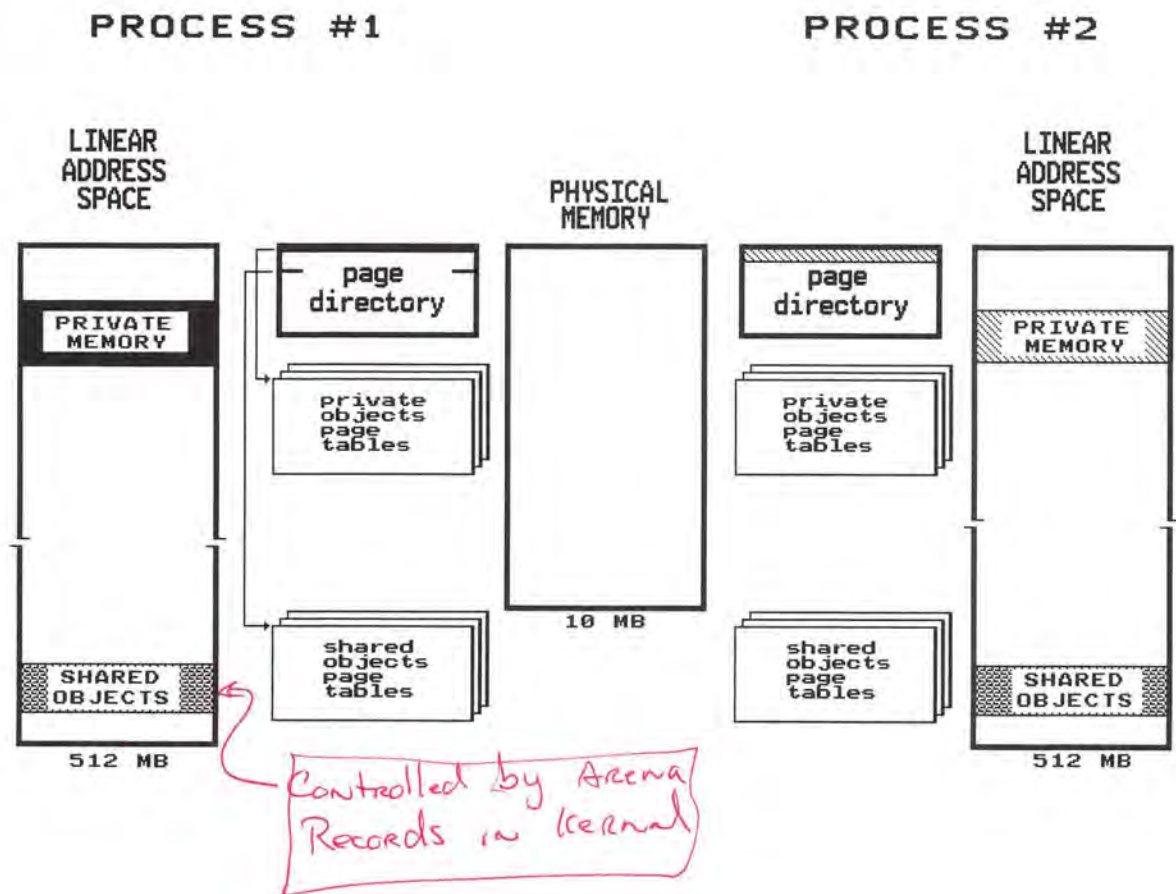 PROCESS #1
PROCESS #2
LINEAR
ADDRESS
SPACE
PHYSICAL
MEMORY
LINEAR
ADDRESS
SPACE
PRIVATE
MEMORY
page
directory
page
directory
PRIVATE
MEMORY
private
objects
page
tables
private
objects
page
tables
10 MB
SHARED
OBJECTS
shared
objects
page
tables
shared
objects
page
tables
SHARED
OBJECTS
512 MB
512 MB
Controlled by Arena
Records in Kernal